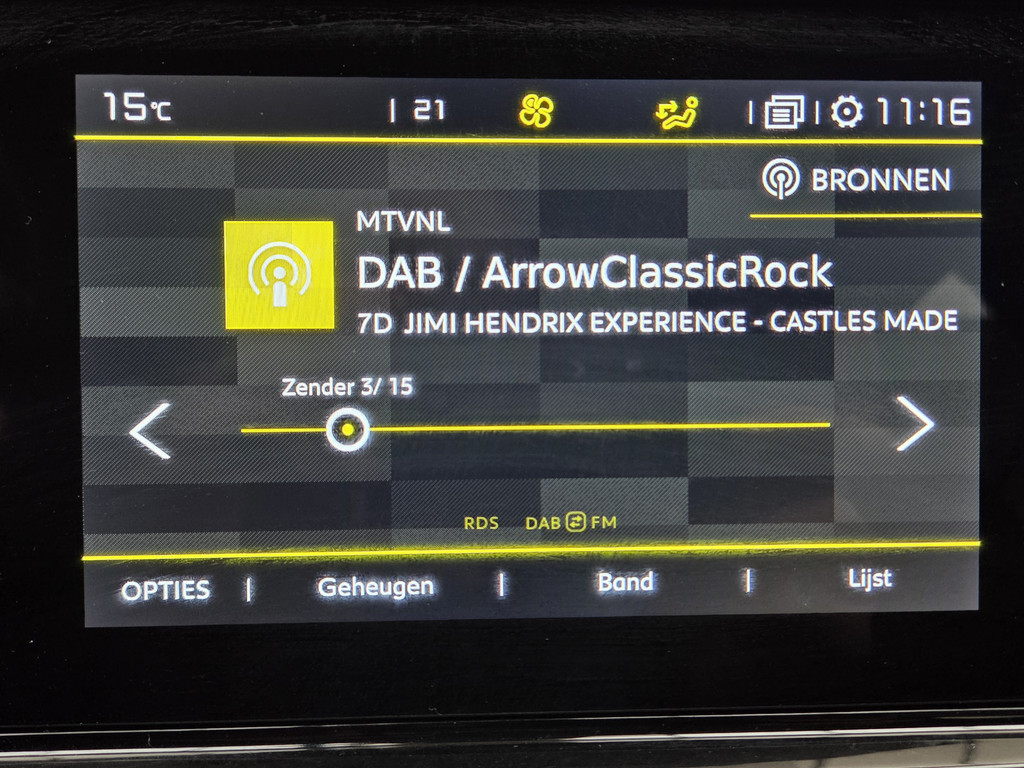 15°C | 21 | | 11:16
BRONNEN
MTVNL
DAB / ArrowClassicRock
7D JIMI HENDRIX EXPERIENCE - CASTLES MADE
Zender 3/ 15
RDS DAB FM
OPTIES | Geheugen | Band | Lijst